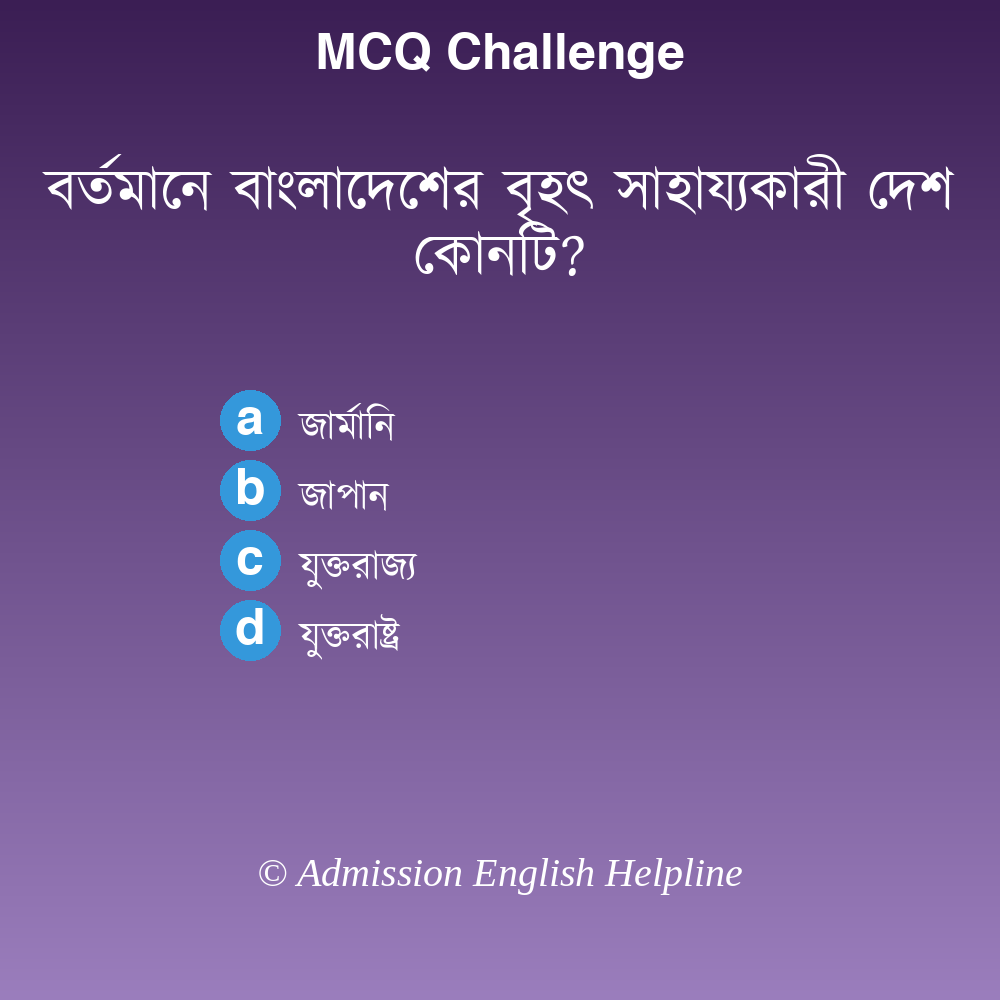 MCQ Challenge
বর্তমানে বাংলাদেশের বৃহৎ সাহায্যকারী দেশ
কোনটি?
a জার্মানি
b জাপান
c যুক্তরাজ্য
d যুক্তরাষ্ট্র
© Admission English Helpline